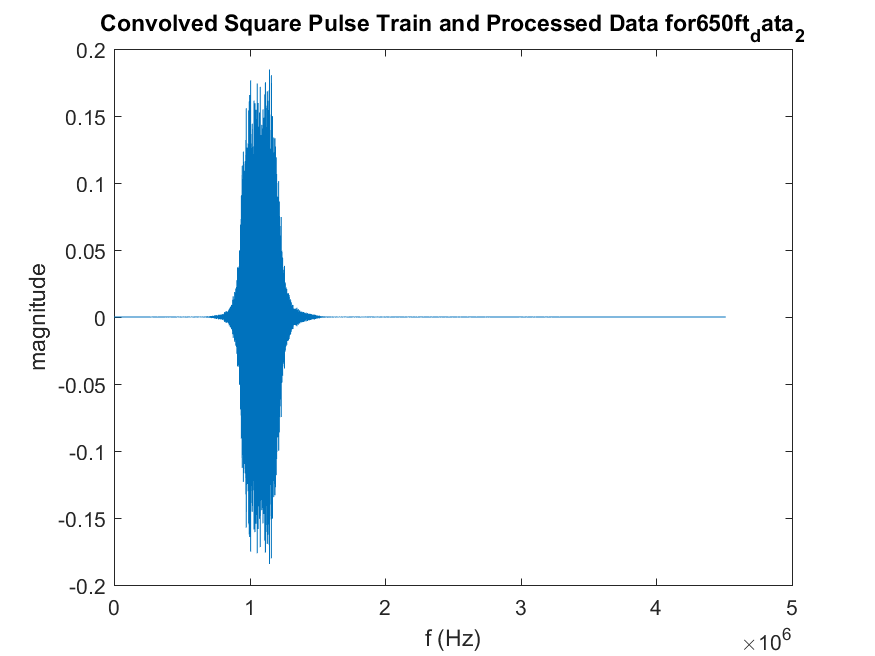 Convolved Square Pulse Train and Processed Data for650ft_data_2
0.2
0.15
0.1
0.05
0
-0.05
-0.1
-0.15
-0.2
magnitude
0 1 2 3 4 5
f (Hz)
×10^6